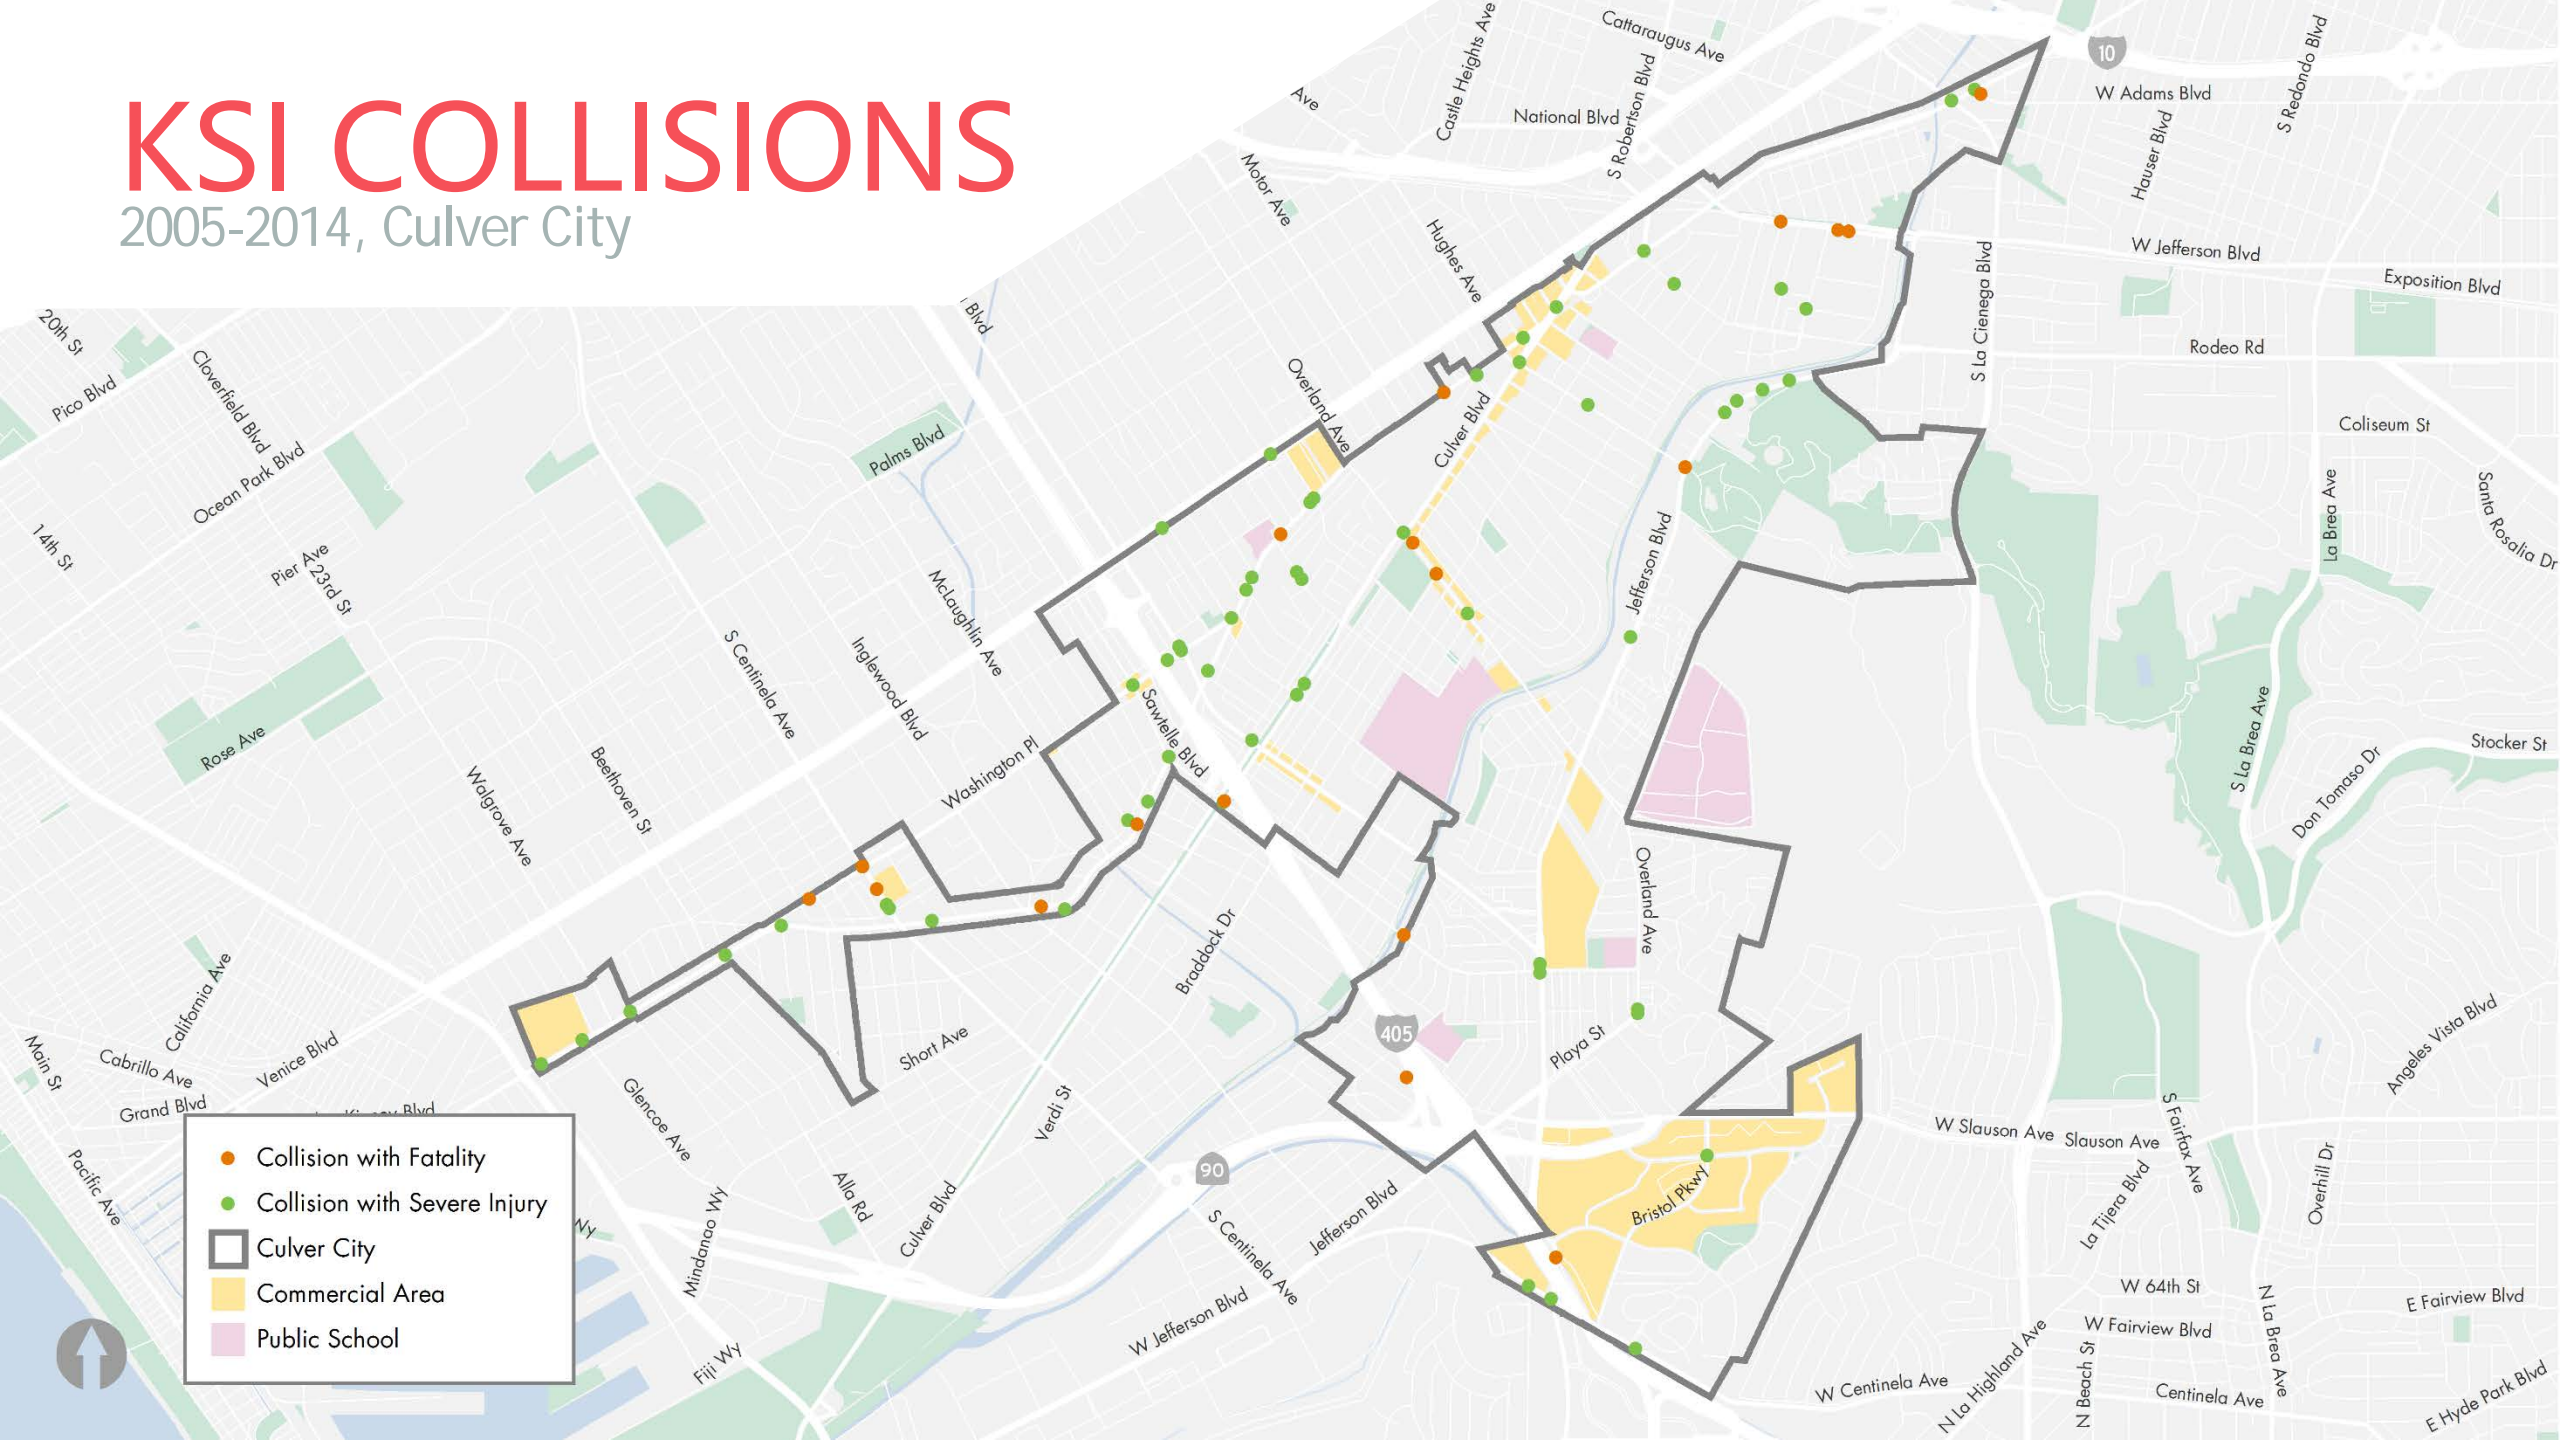 KSI COLLISIONS
2005-2014, Culver City
Cattaraugus Ave
Castle Heights Ave
S Robertson Blvd
National Blvd
Ave
Motor Ave
Hughes Ave
10
W Adams Blvd
S Redondo Blvd
Hauser Blvd
W Jefferson Blvd
Exposition Blvd
S La Cienega Blvd
Rodeo Rd
Coliseum St
La Brea Ave
Santa Rosalia Dr
20th St
Pico Blvd
Cloverfield Blvd
Ocean Park Blvd
14th St
Pier Ave
23rd St
Blvd
Palms Blvd
Overland Ave
Culver Blvd
Jefferson Blvd
McLaughlin Ave
S Centinela Ave
Inglewood Blvd
Sawtelle Blvd
Washington Pl
Rose Ave
Beethoven St
Walgrove Ave
S La Brea Ave
Don Tomaso Dr
Stocker St
Overland Ave
Braddock Dr
California Ave
Main St
Cabrillo Ave
Venice Blvd
Grand Blvd
Blvd
Short Ave
405
Playa St
Angeles Vista Blvd
Glencoe Ave
Verdi St
W Slauson Ave
Slauson Ave
S Fairfax Ave
Overhill Dr
La Tijera Blvd
Pacific Ave
90
Alla Rd
Culver Blvd
Mindanao Wy
S Centinela Ave
Jefferson Blvd
Bristol Pkwy
W Jefferson Blvd
Fiji Wy
W 64th St
W Fairview Blvd
E Fairview Blvd
N La Brea Ave
N La Highland Ave
N Beach St
W Centinela Ave
Centinela Ave
E Hyde Park Blvd
Collision with Fatality
Collision with Severe Injury
Culver City
Commercial Area
Public School